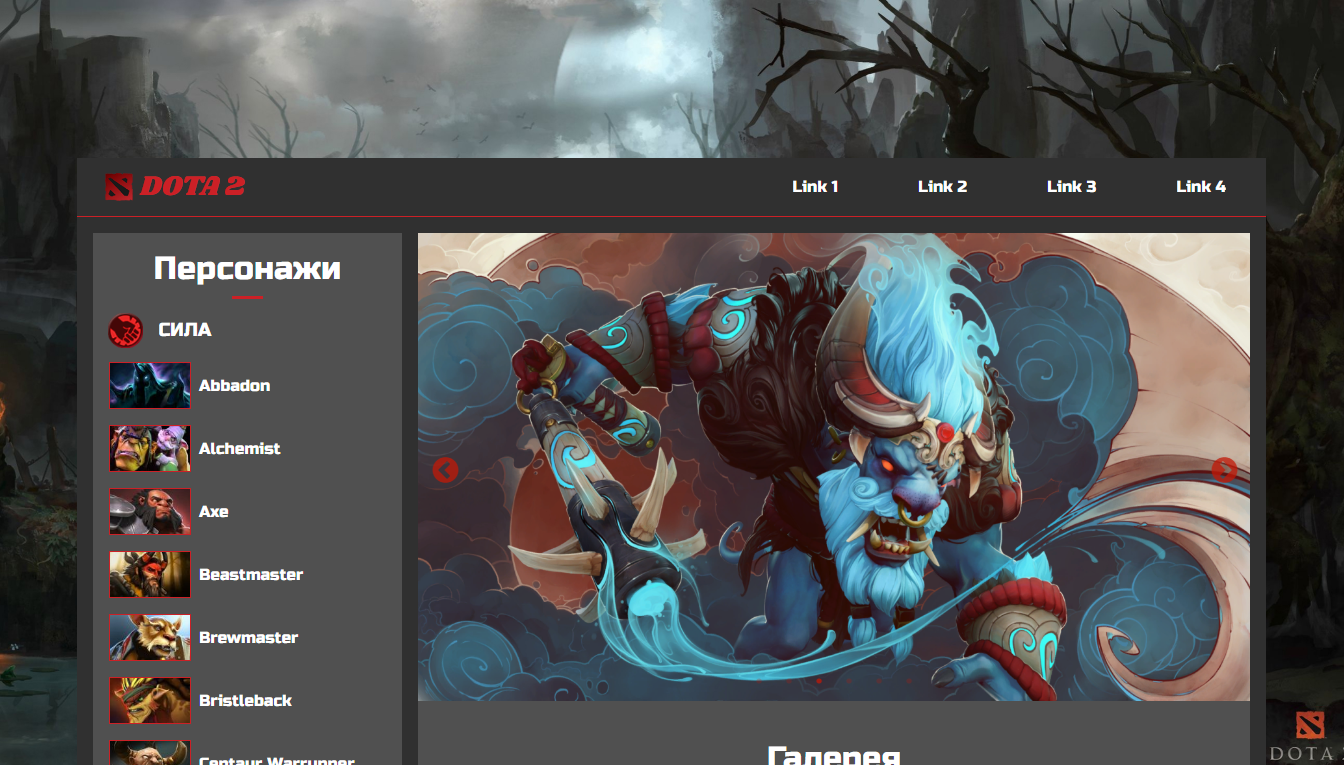 DOTA 2
Link 1
Link 2
Link 3
Link 4
Персонажи
СИЛА
Abbadon
Alchemist
Axe
Beastmaster
Brewmaster
Bristleback
Centaur Warrunner
Галерея
DOTA